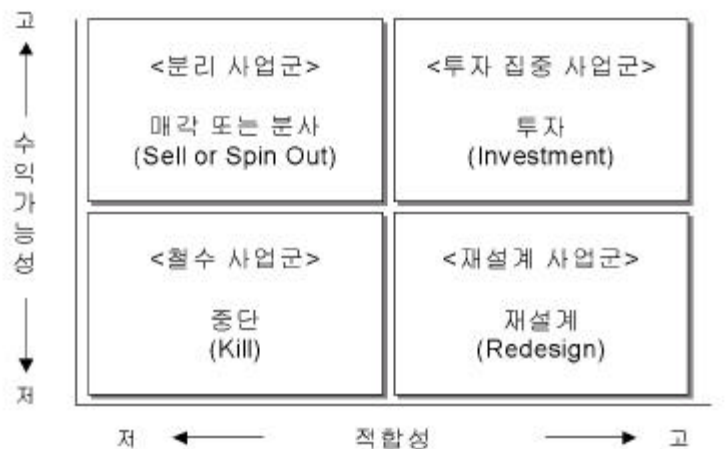 고
<분리 사업군>
매각 또는 분사
(Sell or Spin Out)
<투자 집중 사업군>
투자
(Investment)
수익가능성
<철수 사업군>
중단
(Kill)
<재설계 사업군>
재설계
(Redesign)
저
저
적합성
고